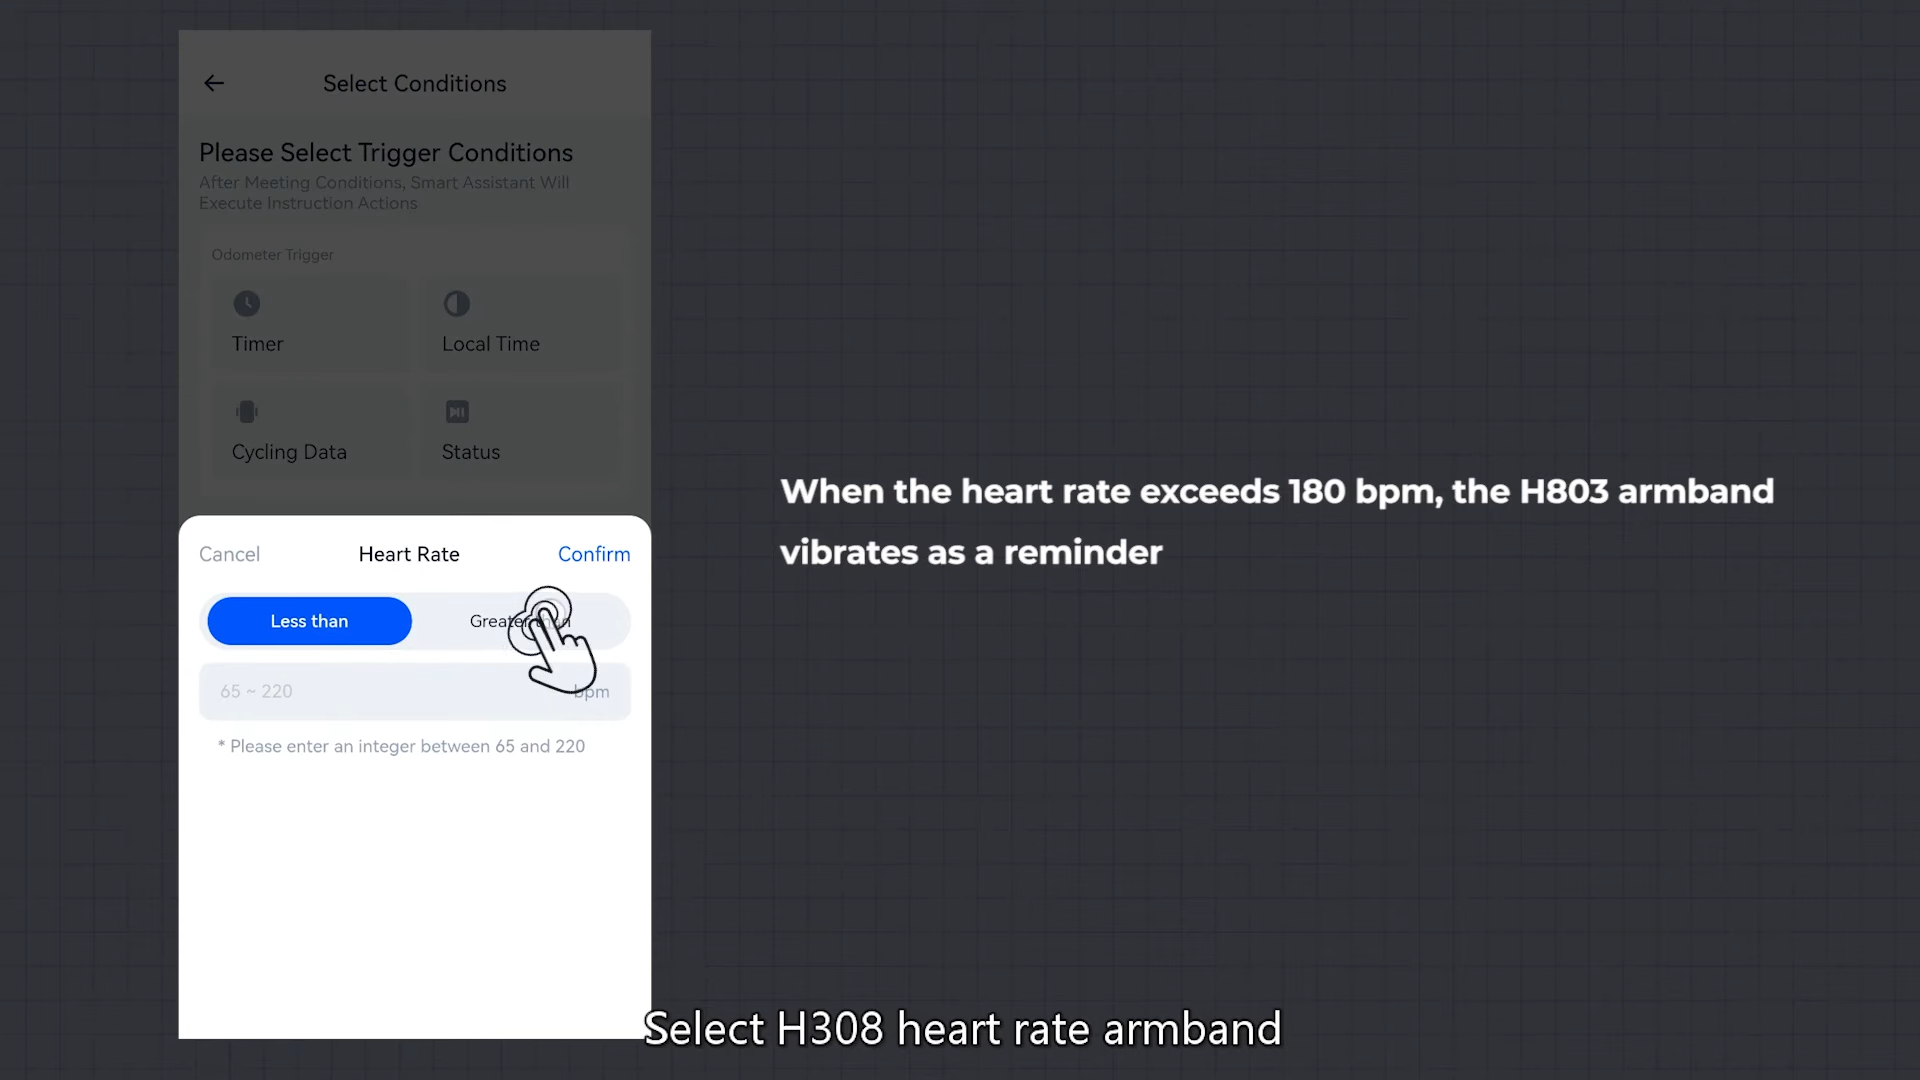 Select Conditions
Please Select Trigger Conditions
After Meeting Conditions, Smart Assistant Will
Execute Instruction Actions
Odometer Trigger
Timer
Local Time
Cycling Data
Status
Cancel
Heart Rate
Confirm
Less than
Greater than
65 ~ 220
bpm
* Please enter an integer between 65 and 220
When the heart rate exceeds 180 bpm, the H803 armband
vibrates as a reminder
Select H308 heart rate armband